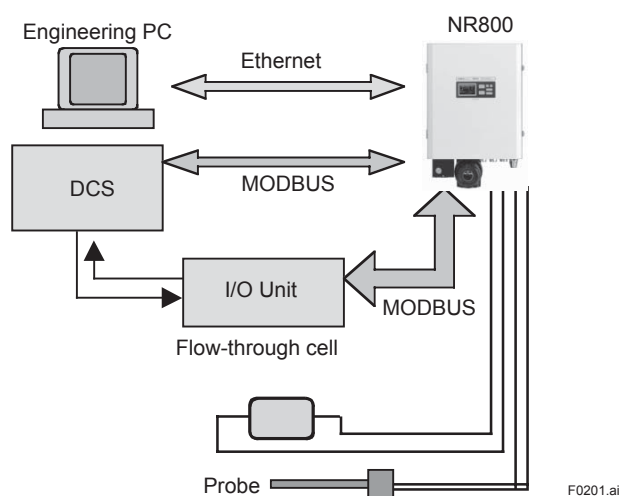 Engineering PC
NR800
Ethernet
DCS
MODBUS
I/O Unit
MODBUS
Flow-through cell
Probe
F0201.ai